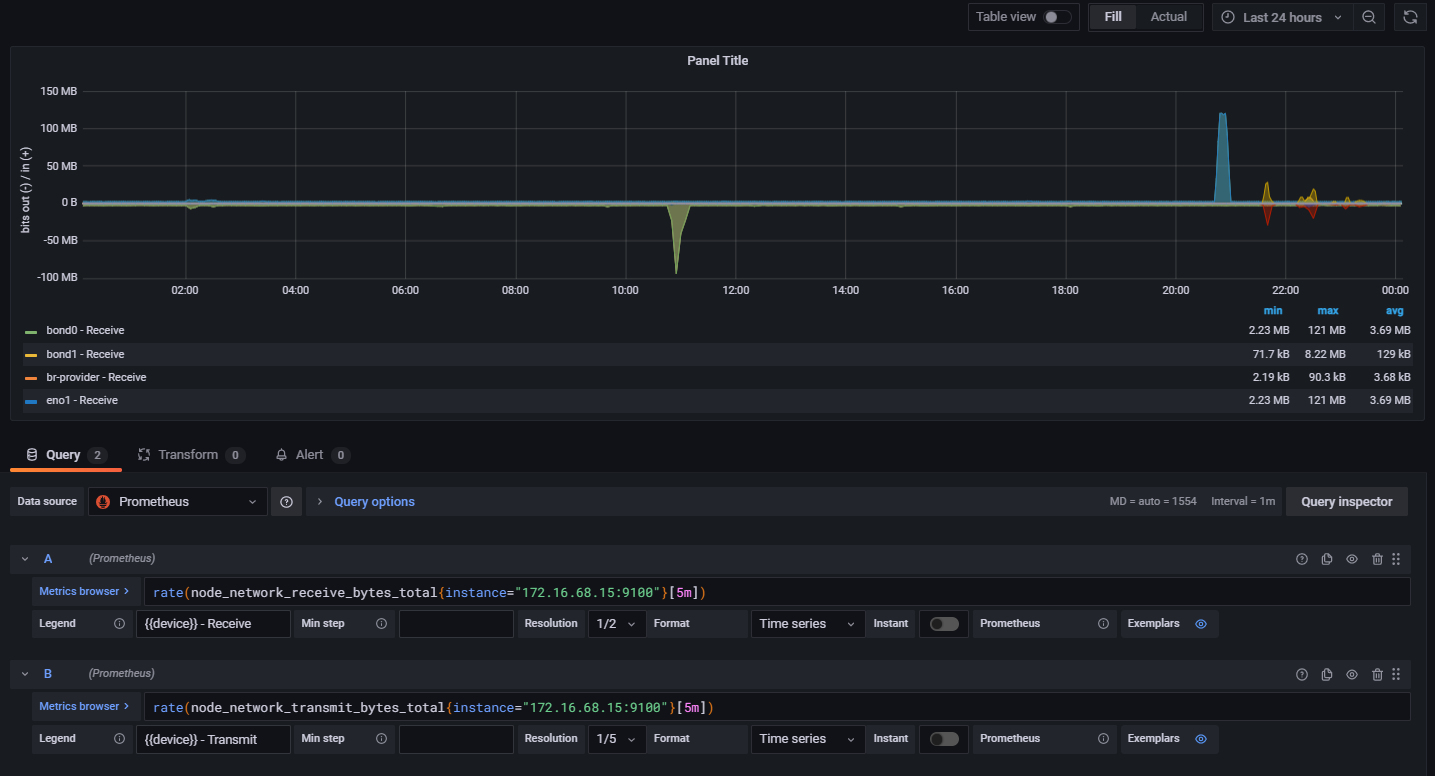 Table view Fill Actual Last 24 hours
Panel Title
150 MB
100 MB
50 MB
0 B
-50 MB
-100 MB
bits out (-) / in (+)
02:00 04:00 06:00 08:00 10:00 12:00 14:00 16:00 18:00 20:00 22:00 00:00
min max avg
bond0 - Receive 2.23 MB 121 MB 3.69 MB
bond1 - Receive 71.7 kB 8.22 MB 129 kB
br-provider - Receive 2.19 kB 90.3 kB 3.68 kB
eno1 - Receive 2.23 MB 121 MB 3.69 MB
Query 2 Transform 0 Alert 0
Data source Prometheus Query options MD = auto = 1554 Interval = 1m Query inspector
A (Prometheus)
Metrics browser > rate(node_network_receive_bytes_total{instance="172.16.68.15:9100"}[5m])
Legend {{device}} - Receive Min step Resolution 1/2 Format Time series Instant Prometheus Exemplars
B (Prometheus)
Metrics browser > rate(node_network_transmit_bytes_total{instance="172.16.68.15:9100"}[5m])
Legend {{device}} - Transmit Min step Resolution 1/5 Format Time series Instant Prometheus Exemplars